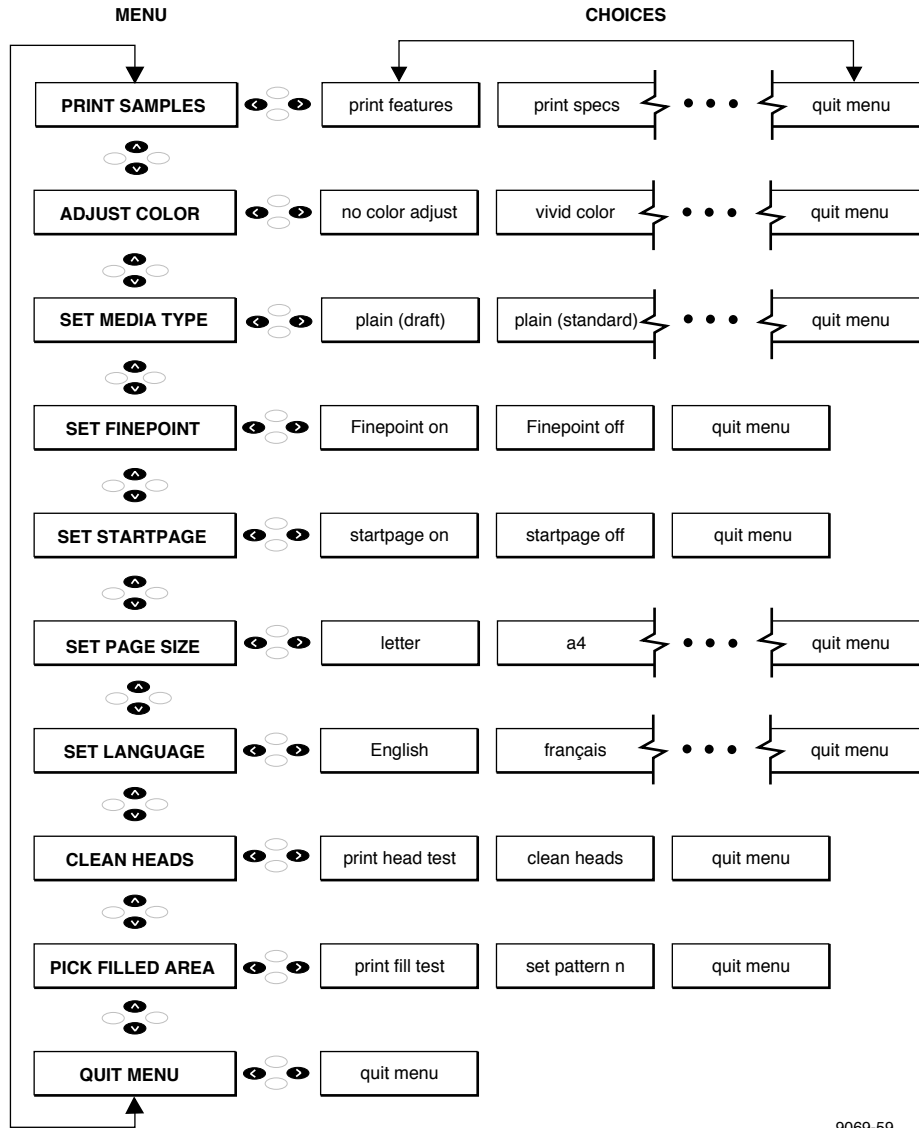 MENU CHOICES
PRINT SAMPLES print features print specs quit menu
ADJUST COLOR no color adjust vivid color quit menu
SET MEDIA TYPE plain (draft) plain (standard) quit menu
SET FINEPOINT Finepoint on Finepoint off quit menu
SET STARTPAGE startpage on startpage off quit menu
SET PAGE SIZE letter a4 quit menu
SET LANGUAGE English français quit menu
CLEAN HEADS print head test clean heads quit menu
PICK FILLED AREA print fill test set pattern n quit menu
QUIT MENU quit menu
9069-59